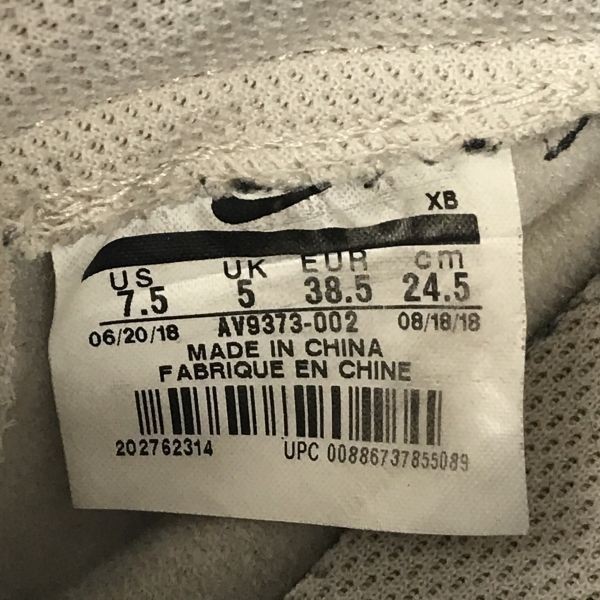 XB
US UK EUR cm
7.5 5 38.5 24.5
06/20/18 AV9373-002 08/18/18
MADE IN CHINA
FABRIQUE EN CHINE
202762314 UPC 00886737855089